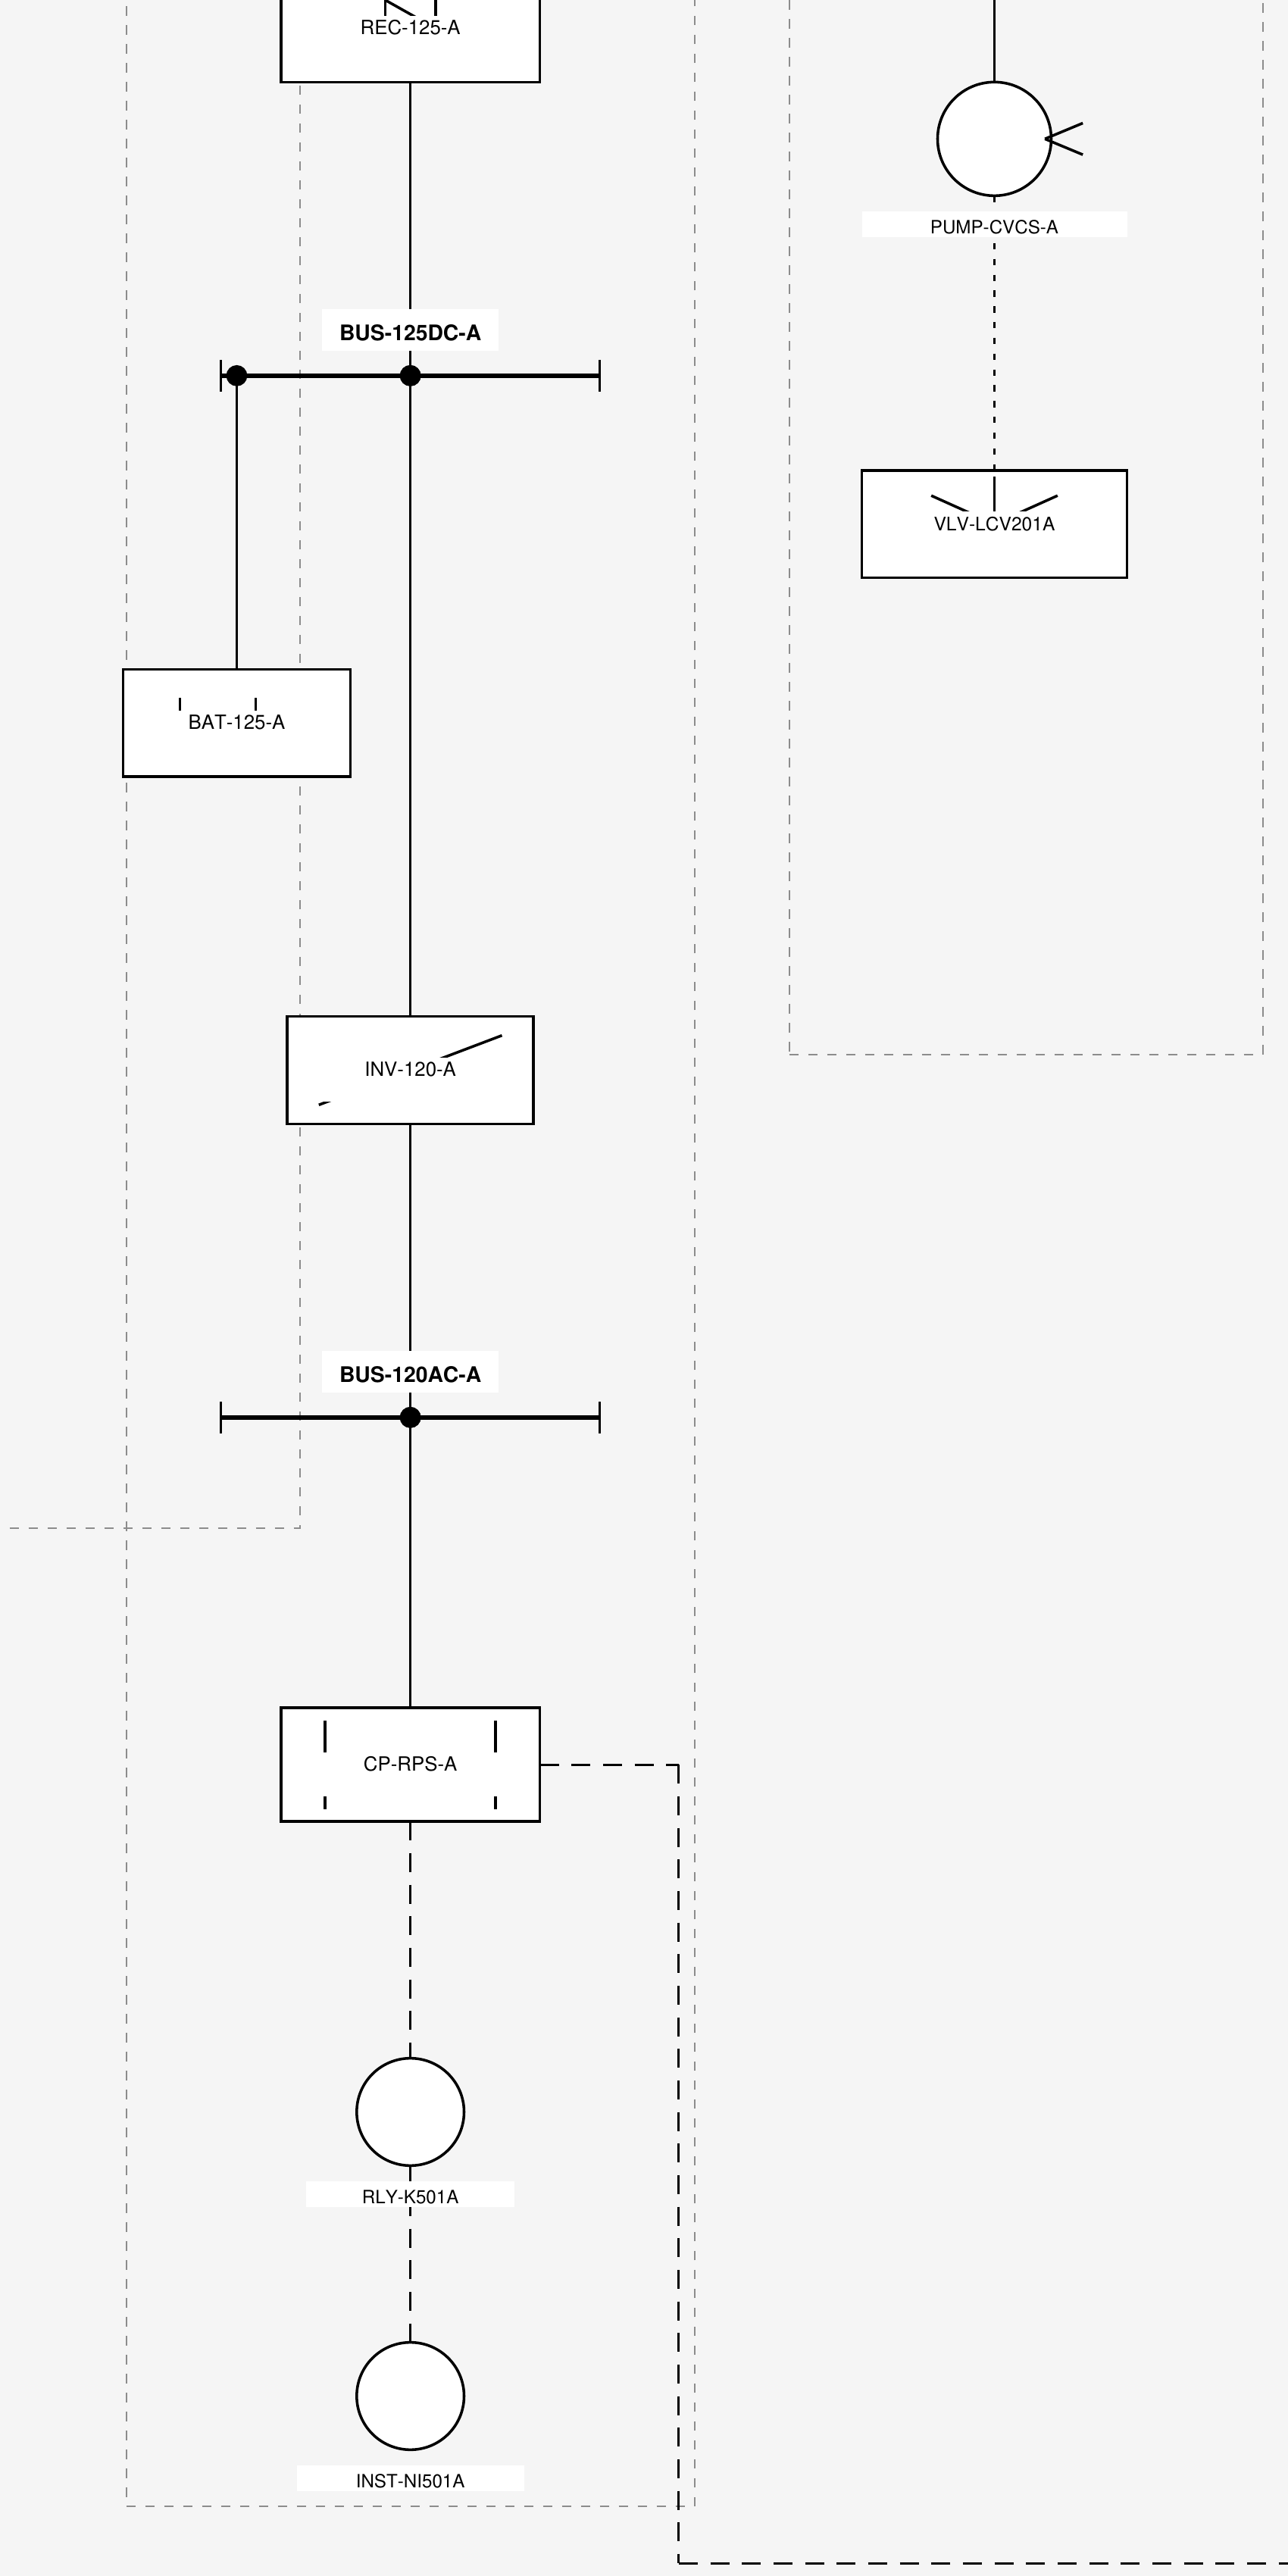 REC-125-A
PUMP-CVCS-A
BUS-125DC-A
VLV-LCV201A
BAT-125-A
INV-120-A
BUS-120AC-A
CP-RPS-A
RLY-K501A
INST-NI501A